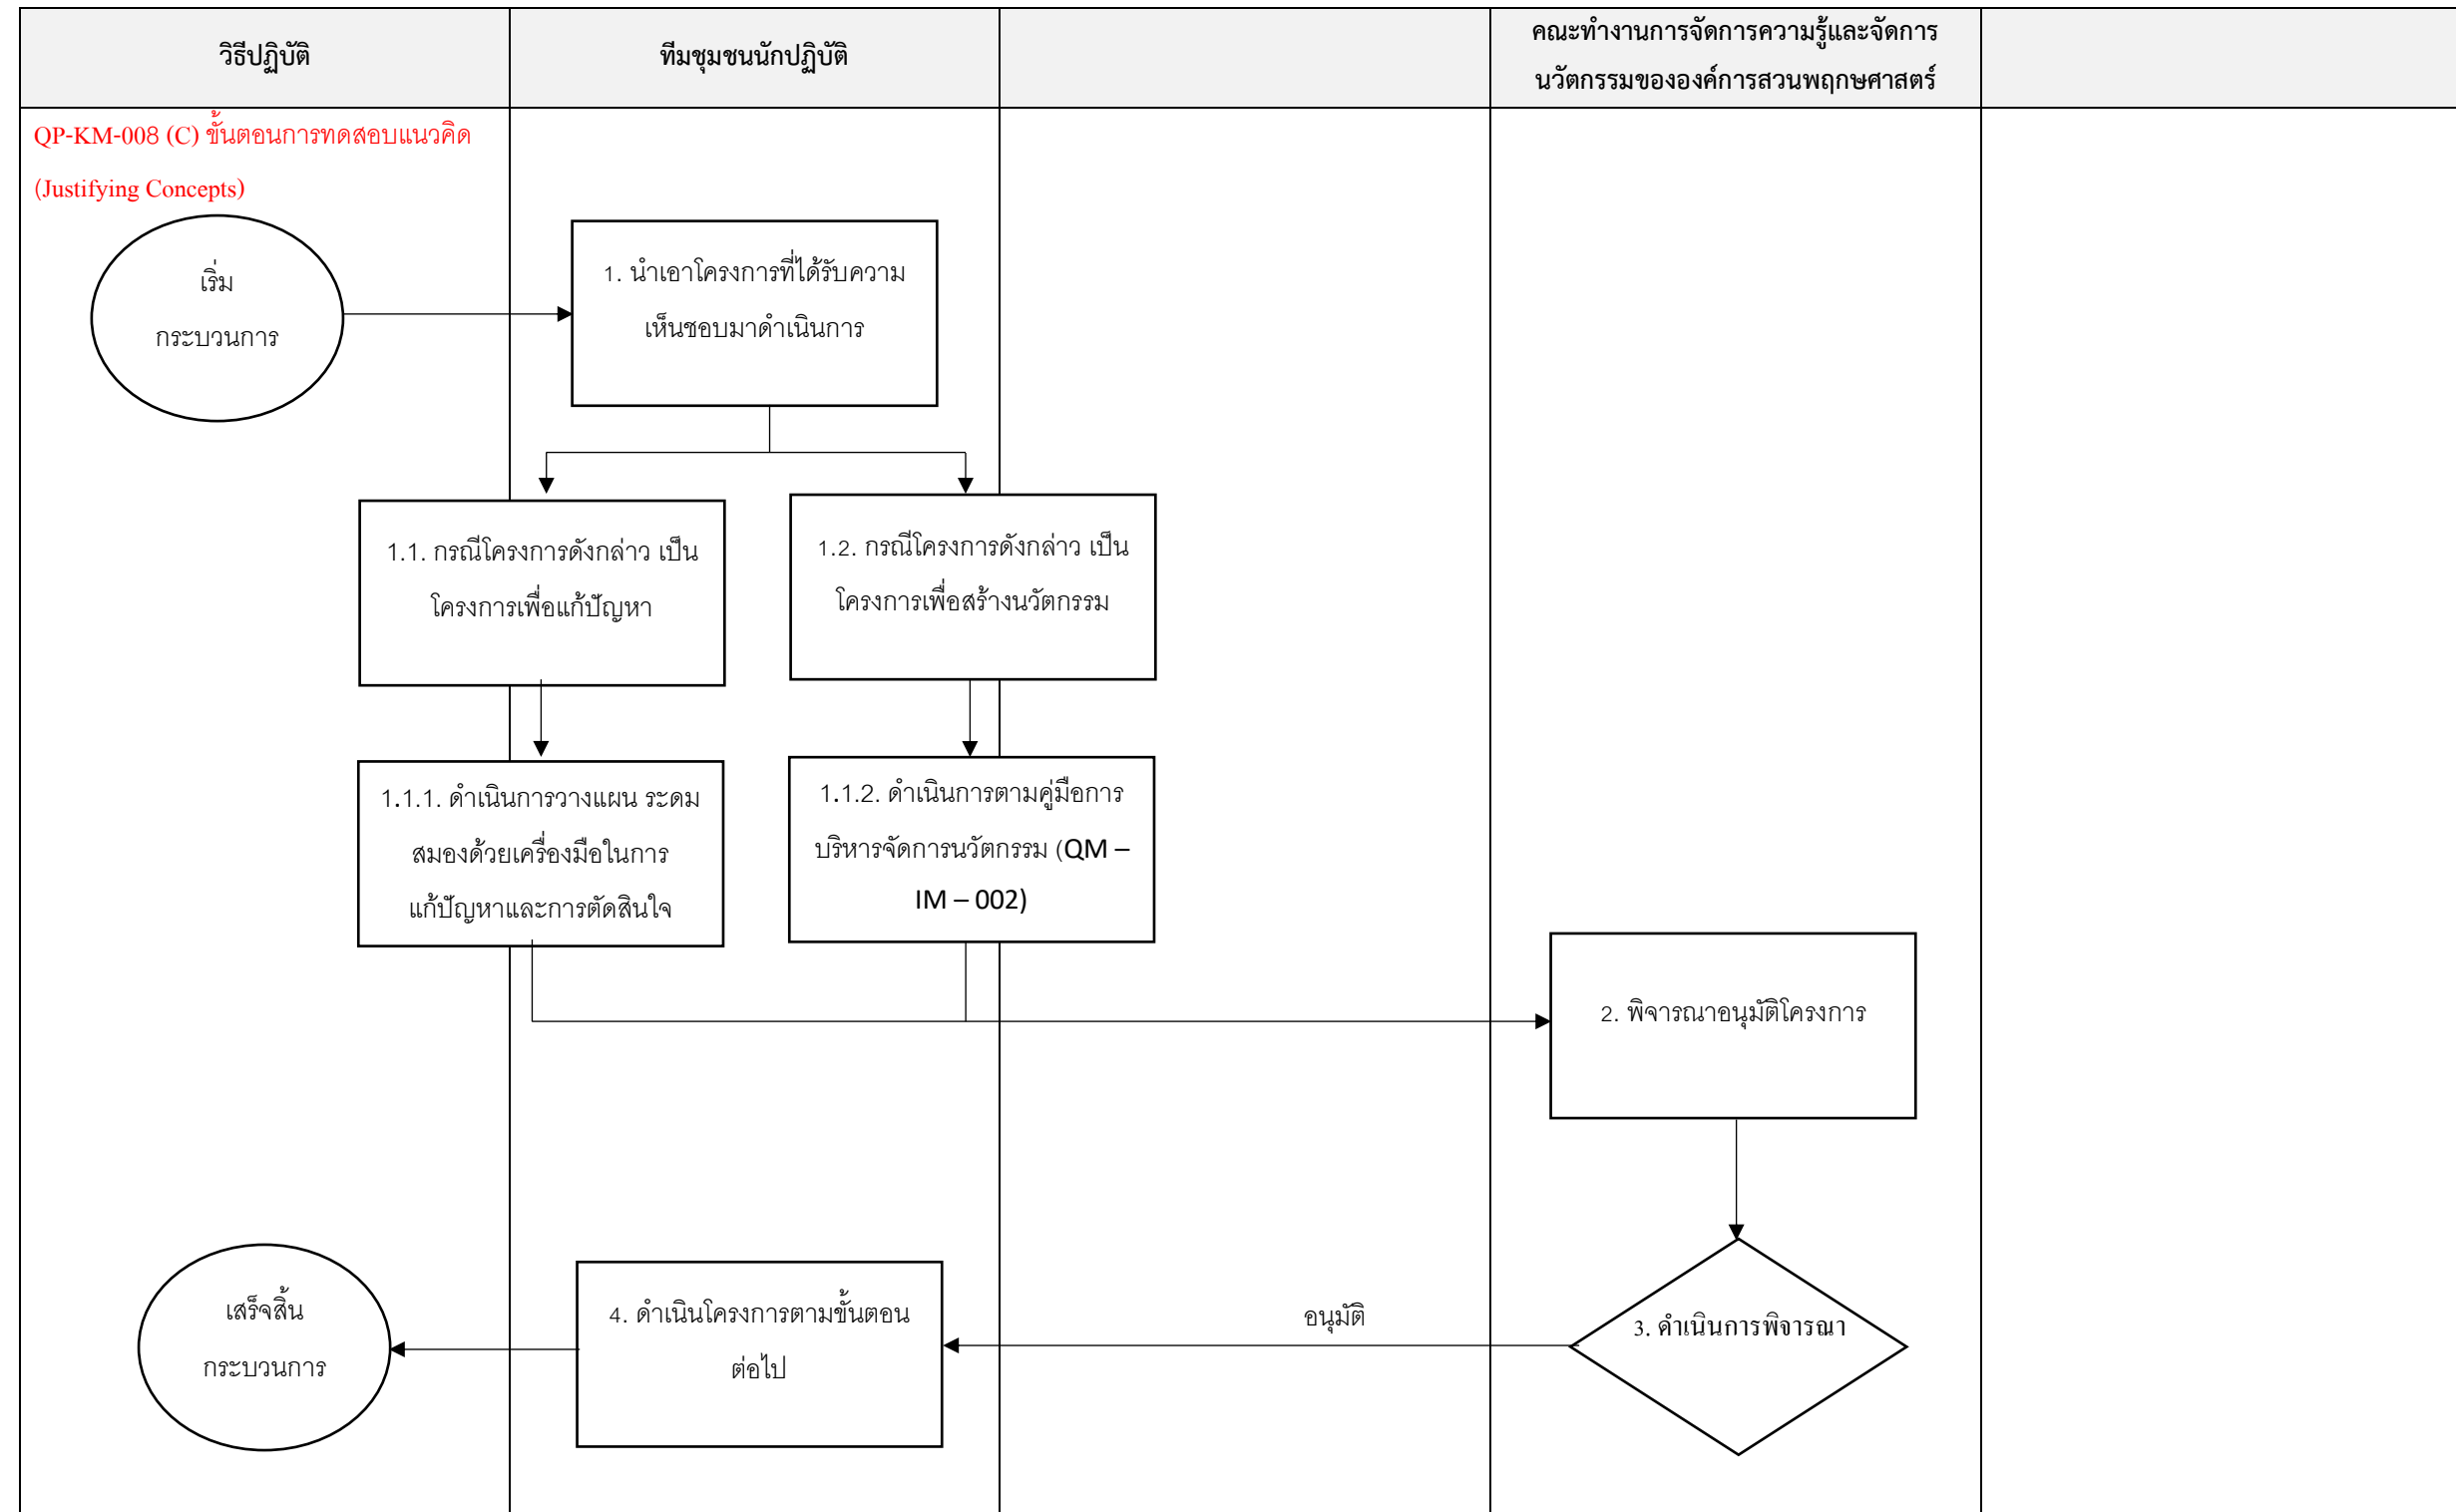 วิธีปฏิบัติ
ทีมชุมชนนักปฏิบัติ
คณะทำงานการจัดการความรู้และจัดการ
นวัตกรรมขององค์การสวนพฤกษศาสตร์
QP-KM-008 (C) ขั้นตอนการทดสอบแนวคิด
(Justifying Concepts)
เริ่ม
กระบวนการ
1. นำเอาโครงการที่ได้รับความ
เห็นชอบมาดำเนินการ
1.1. กรณีโครงการดังกล่าว เป็น
โครงการเพื่อแก้ปัญหา
1.2. กรณีโครงการดังกล่าว เป็น
โครงการเพื่อสร้างนวัตกรรม
1.1.1. ดำเนินการวางแผน ระดม
สมองด้วยเครื่องมือในการ
แก้ปัญหาและการตัดสินใจ
1.1.2. ดำเนินการตามคู่มือการ
บริหารจัดการนวัตกรรม (QM –
IM – 002)
2. พิจารณาอนุมัติโครงการ
3. ดำเนินการพิจารณา
อนุมัติ
4. ดำเนินโครงการตามขั้นตอน
ต่อไป
เสร็จสิ้น
กระบวนการ